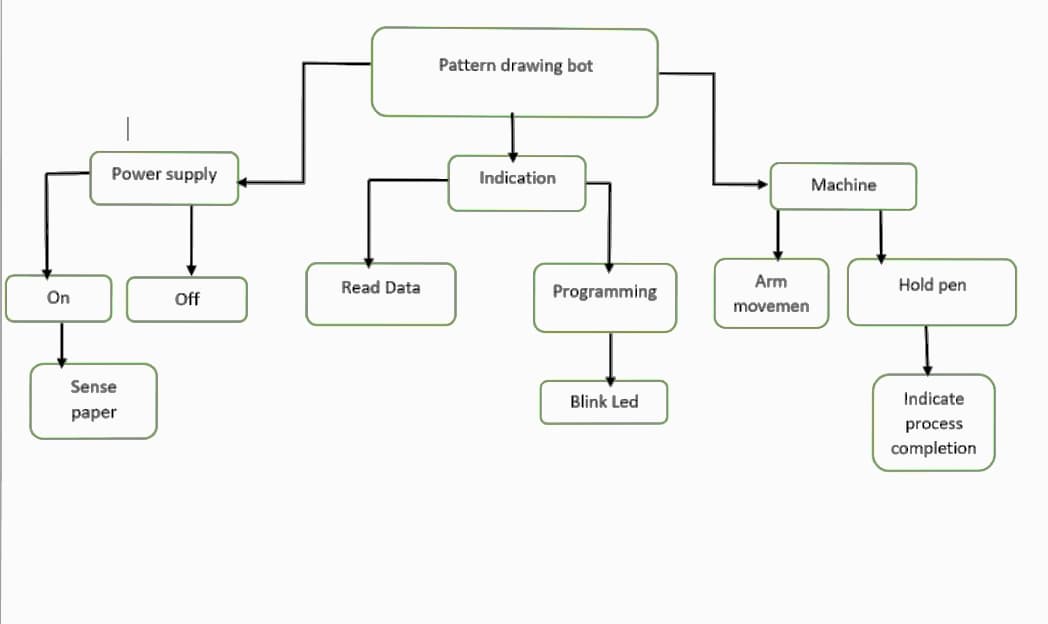 Pattern drawing bot
Power supply
Indication
Machine
On
Off
Read Data
Programming
Arm
movemen
Hold pen
Sense
paper
Blink Led
Indicate
process
completion